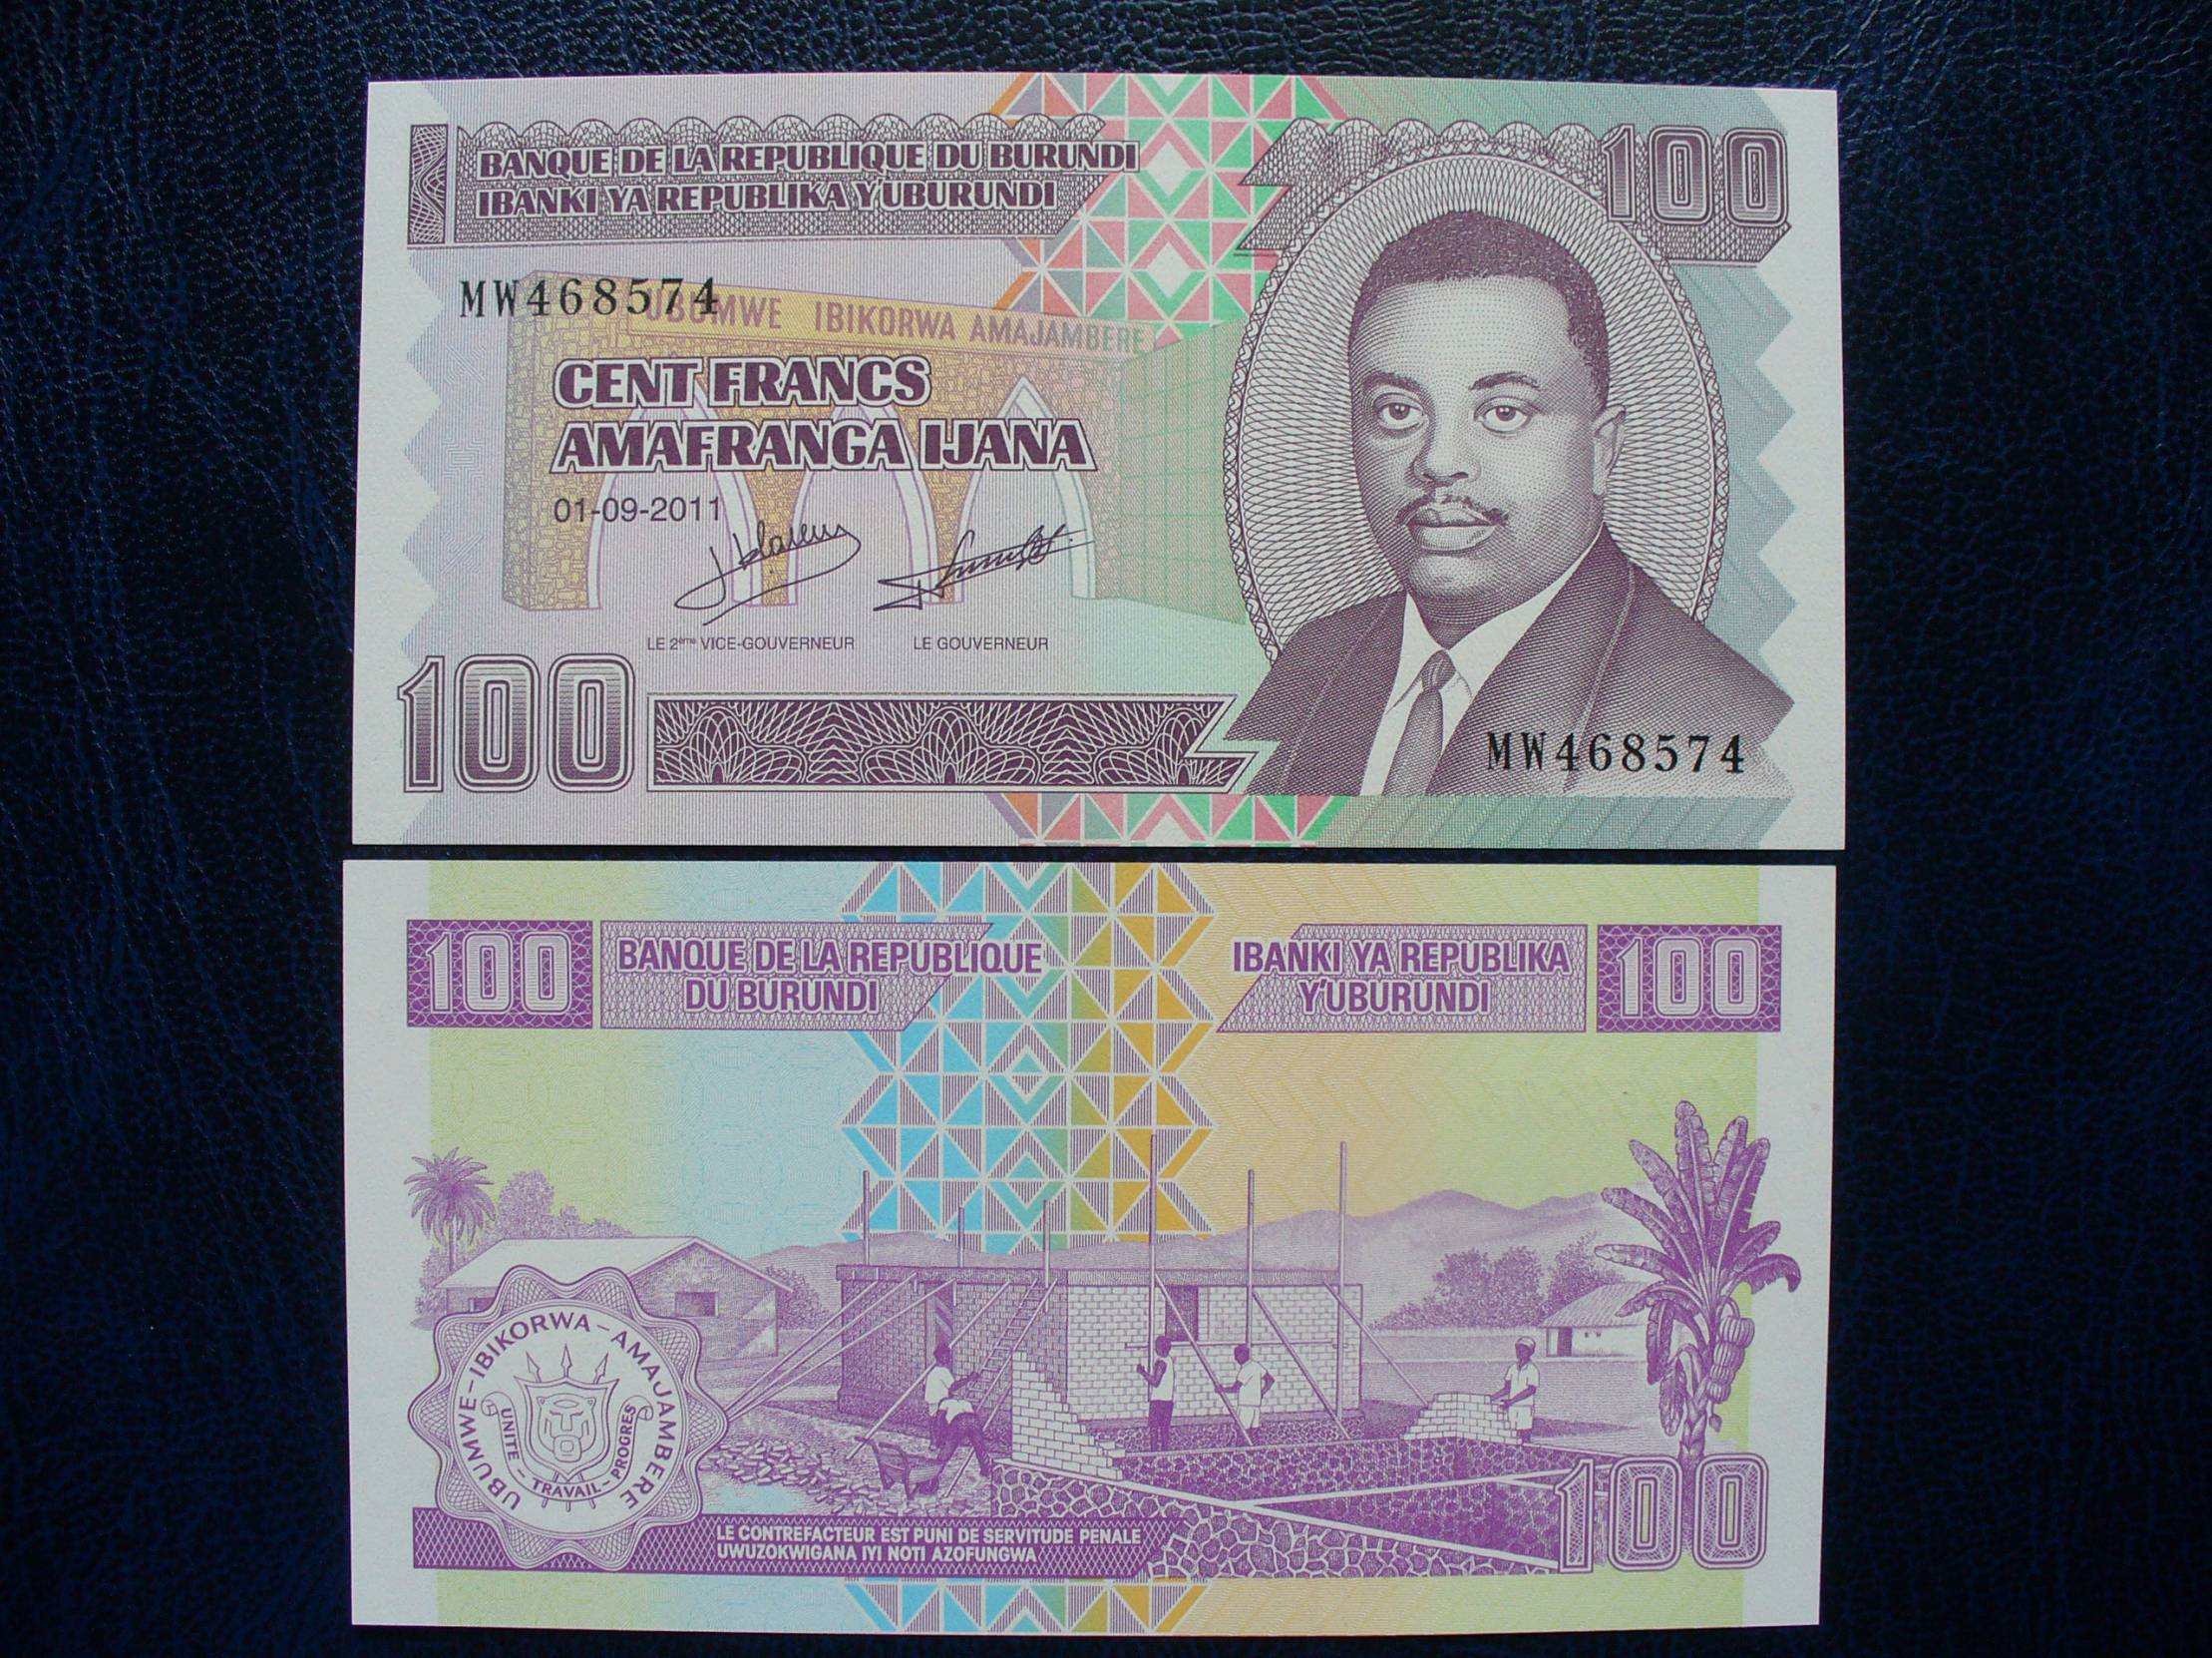 BANQUE DE LA REPUBLIQUE DU BURUNDI
IBANKI YA REPUBLIKA Y'UBURUNDI
100
MW468574
UBUMWE IBIKORWA AMAJAMBERE
CENT FRANCS
AMAFRANGA IJANA
01-09-2011
LE 2ème VICE-GOUVERNEUR
LE GOUVERNEUR
100
MW468574
100
BANQUE DE LA REPUBLIQUE
DU BURUNDI
IBANKI YA REPUBLIKA
Y'UBURUNDI
100
UBUMWE-IBIKORWA-AMAJAMBERE
UNITE-TRAVAIL-PROGRES
100
LE CONTREFACTEUR EST PUNI DE SERVITUDE PENALE
UWUZOKWIGANA IYI NOTI AZOFUNGWA